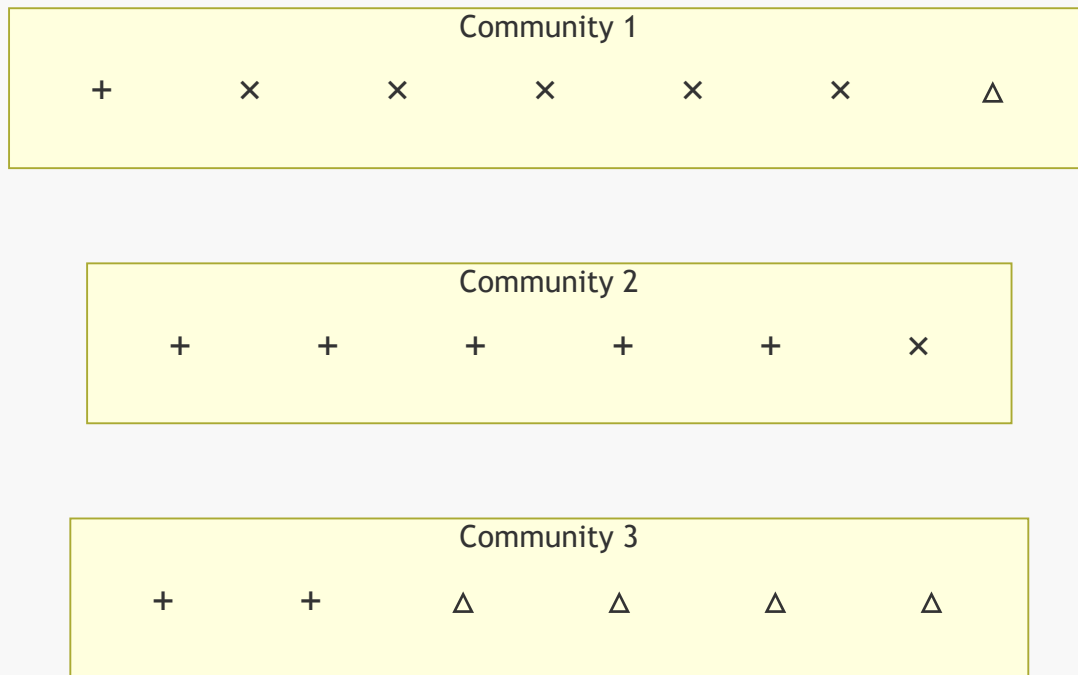 Community 1
+ × × × × × △
Community 2
+ + + + + ×
Community 3
+ + △ △ △ △